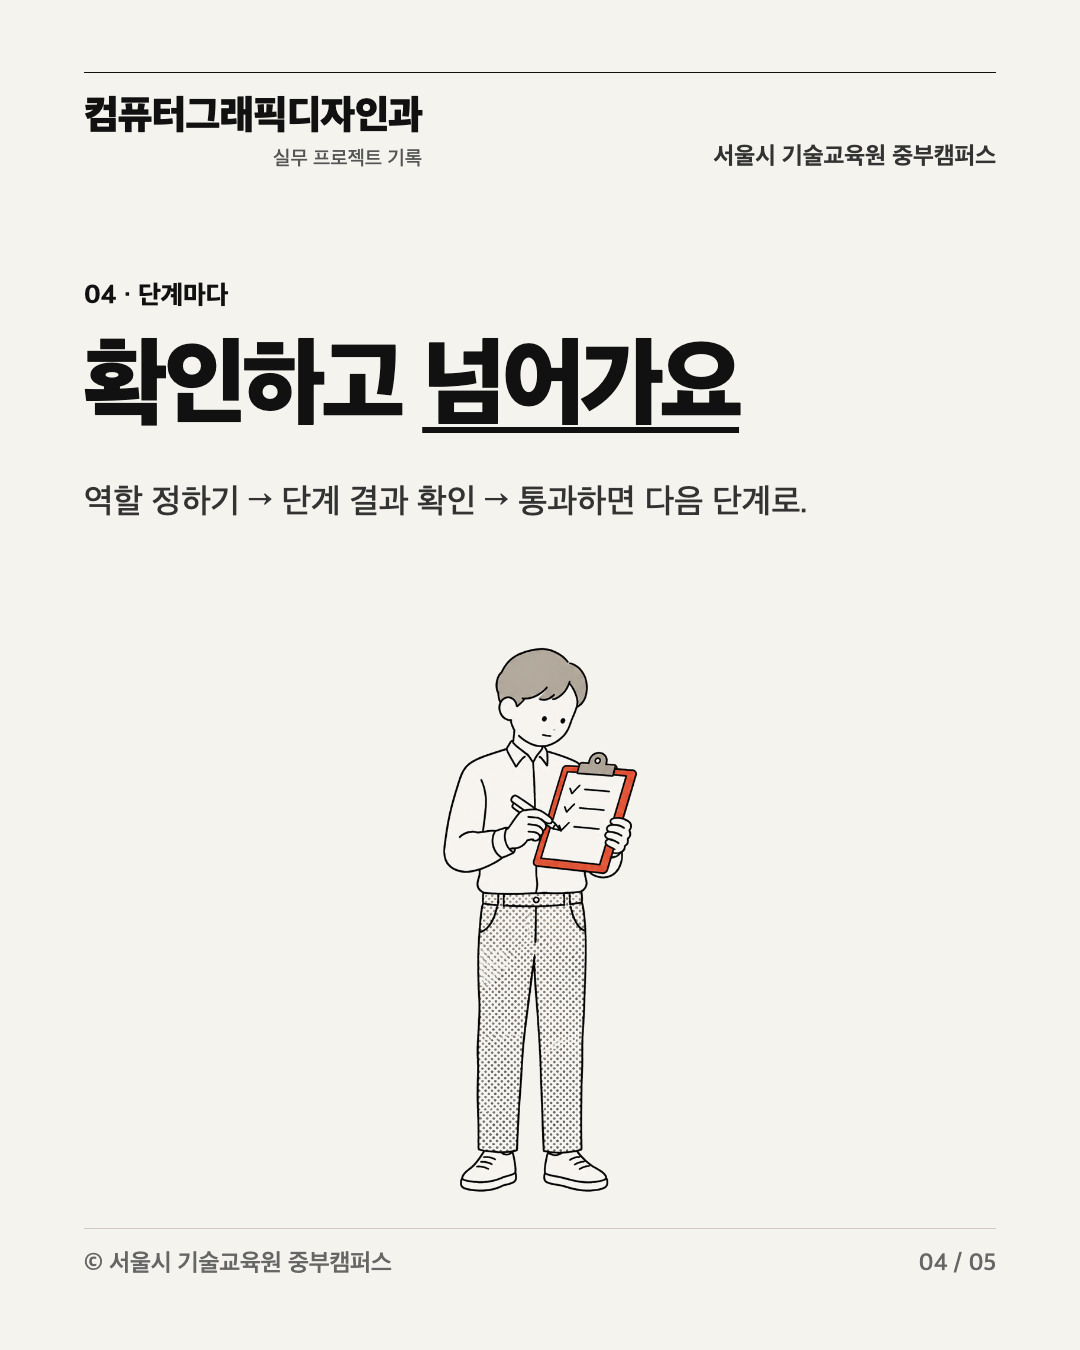 컴퓨터그래픽디자인과
실무 프로젝트 기록
서울시 기술교육원 중부캠퍼스
04 · 단계마다
확인하고 넘어가요
역할 정하기 → 단계 결과 확인 → 통과하면 다음 단계로.
© 서울시 기술교육원 중부캠퍼스
04 / 05